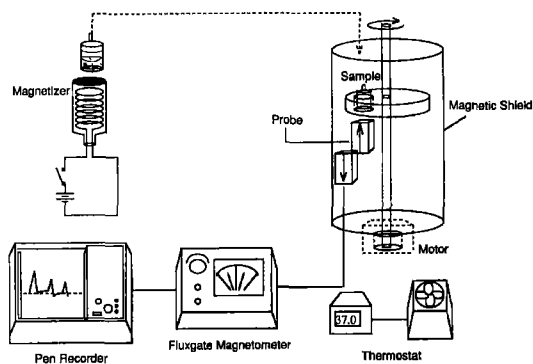 Magnetizer
Sample
Magnetic Shield
Probe
Motor
37.0
Pen Recorder
Fluxgate Magnetometer
Thermostat